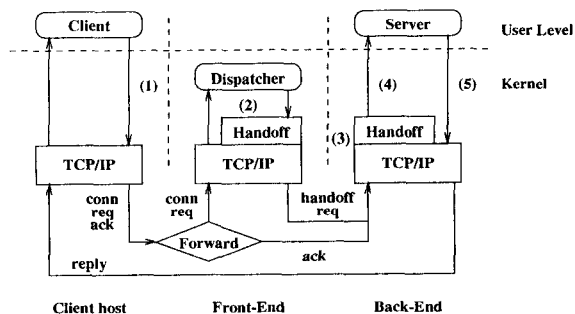 Client
Server
User Level
(1)
Dispatcher
(4)
(5)
Kernel
(2)
Handoff
(3)
Handoff
TCP/IP
TCP/IP
TCP/IP
conn
req
ack
conn
req
handoff
req
Forward
reply
ack
Client host
Front-End
Back-End